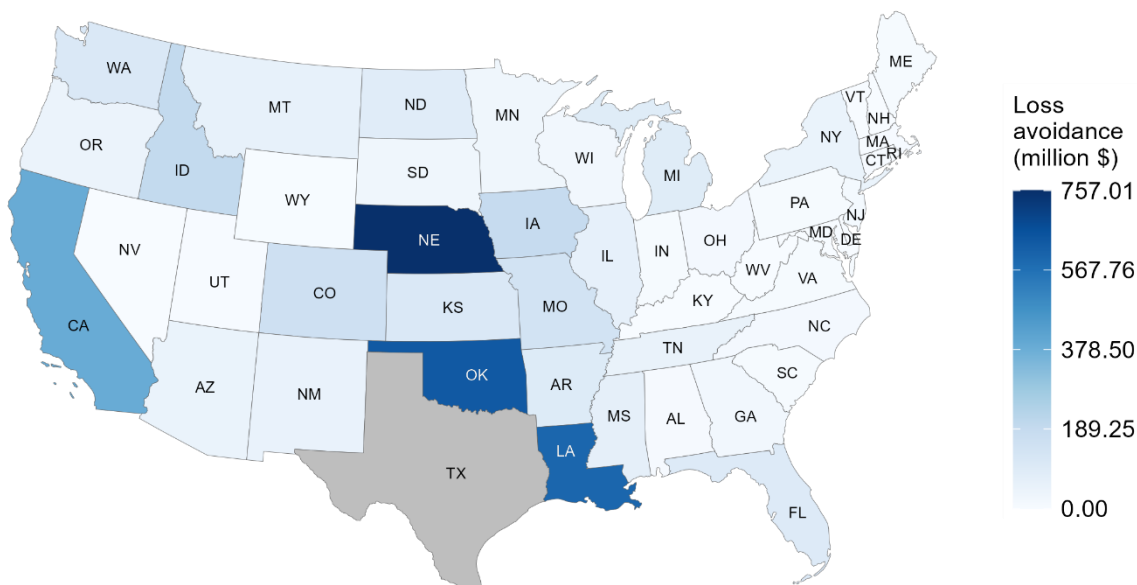 WA
MT
ND
MN
ME
VT
NH
NY
MA
CT
RI
OR
ID
SD
WI
MI
WY
NE
IA
PA
NJ
NV
UT
CO
KS
MO
IL
IN
OH
MD
DE
WV
VA
KY
CA
AZ
NM
OK
AR
TN
NC
SC
MS
AL
GA
LA
TX
FL
Loss
avoidance
(million $)
757.01
567.76
378.50
189.25
0.00